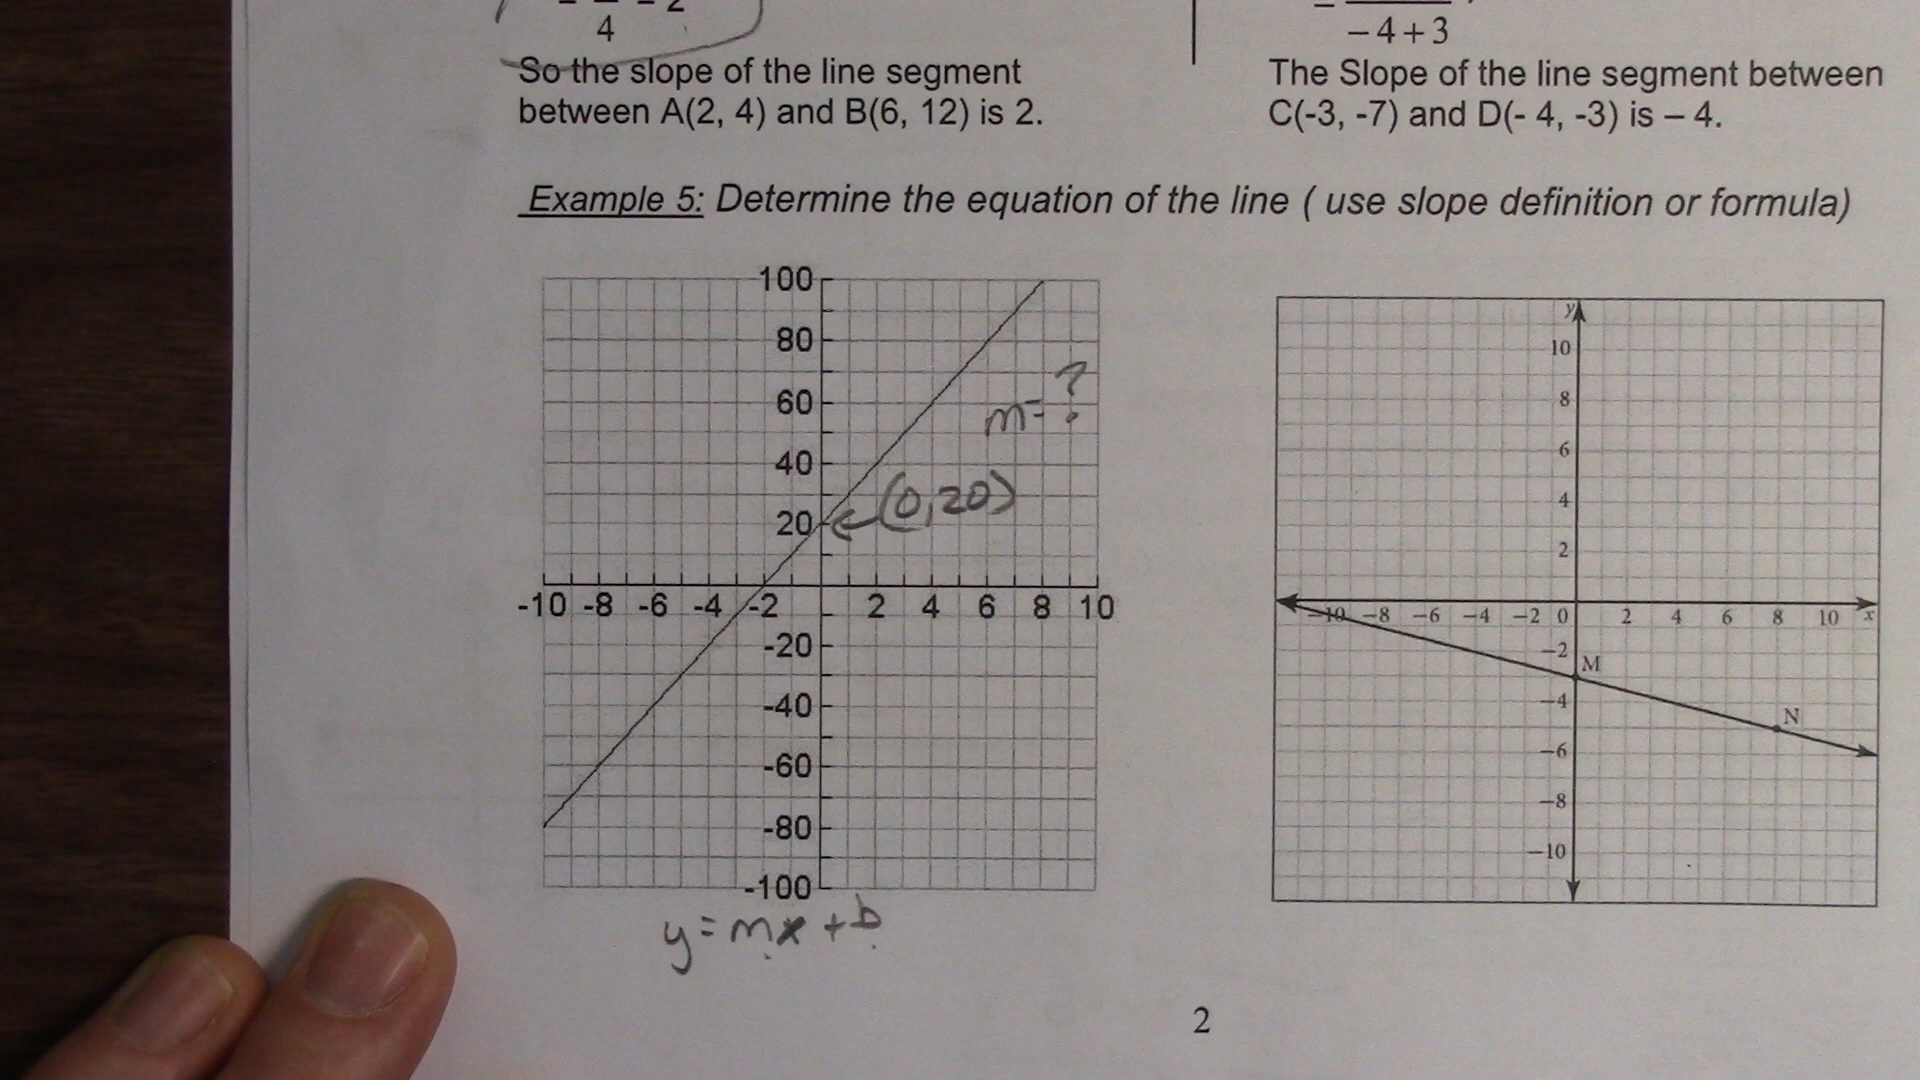 4
– 4 + 3
So the slope of the line segment
between A(2, 4) and B(6, 12) is 2.
The Slope of the line segment between
C(-3, -7) and D(- 4, -3) is – 4.
Example 5: Determine the equation of the line ( use slope definition or formula)
100
80
60
40
20
-10 -8 -6 -4 -2 2 4 6 8 10
-20
-40
-60
-80
-100
m=?
(0,20)
y=mx+b
y
10
8
6
4
2
−10 −8 −6 −4 −2 0 2 4 6 8 10 x
−2
M
−4
N
−6
−8
−10
2